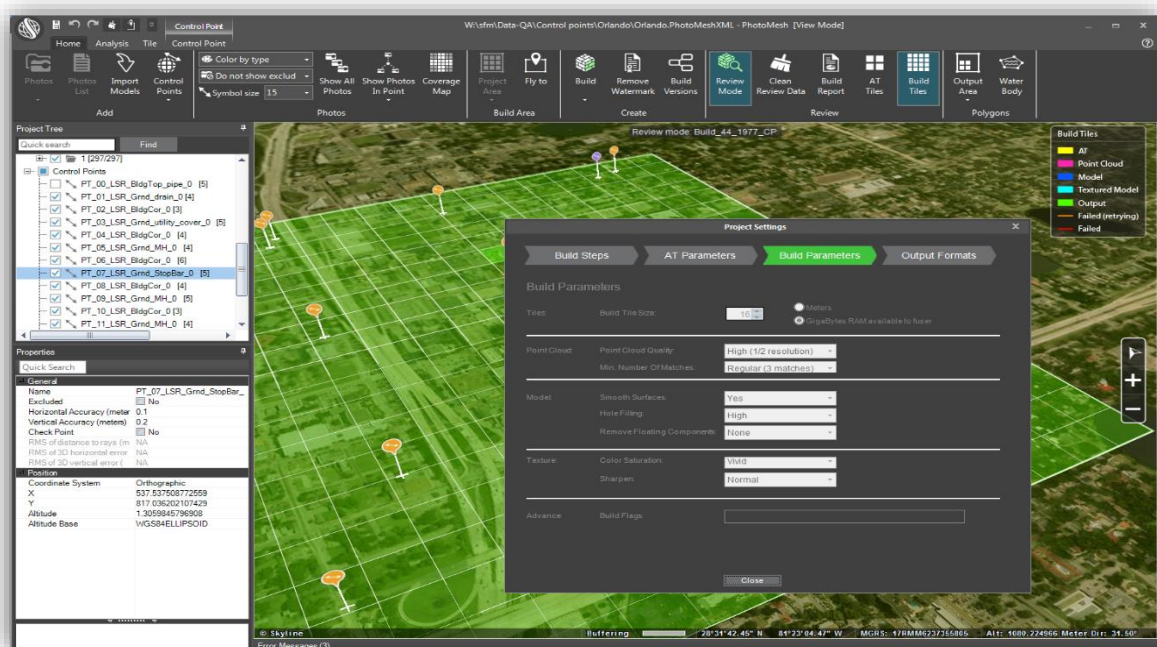 W:\sfm\Data-QA\Control points\Orlando\Orlando.PhotoMeshXML - PhotoMesh [View Mode]
Control Point
Home Analysis Tile Control Point
Photos
Photos List
Import Models
Control Points
Add
Color by type
Do not show exclud
Symbol size 15
Show All Photos
Show Photos In Point
Coverage Map
Photos
Project Area
Fly to
Build Area
Build
Remove Watermark
Build Versions
Create
Review Mode
Clean Review Data
Build Report
AT Tiles
Build Tiles
Review
Output Area
Water Body
Polygons
Project Tree
Quick search Find
1 [297/297]
Control Points
PT_00_LSR_BldgTop_pipe_0 [5]
PT_01_LSR_Grnd_drain_0 [4]
PT_02_LSR_BldgCor_0 [3]
PT_03_LSR_Grnd_utility_cover_0 [5]
PT_04_LSR_BldgCor_0 [4]
PT_05_LSR_Grnd_MH_0 [4]
PT_06_LSR_BldgCor_0 [6]
PT_07_LSR_Grnd_StopBar_0 [5]
PT_08_LSR_BldgCor_0 [4]
PT_09_LSR_Grnd_MH_0 [5]
PT_10_LSR_BldgCor_0 [3]
PT_11_LSR_Grnd_MH_0 [4]
Properties
Quick Search
General
Name PT_07_LSR_Grnd_StopBar_
Excluded No
Horizontal Accuracy (meter 0.1
Vertical Accuracy (meters) 0.2
Check Point No
RMS of distance to rays (m NA
RMS of 3D horizontal error NA
RMS of 3D vertical error ( NA
Position
Coordinate System Orthographic
X 537.537508772559
Y 817.036202107429
Altitude 1.3059845796908
Altitude Base WGS84ELLIPSOID
Review mode: Build_44_1977_CP
Build Tiles
AT
Point Cloud
Model
Textured Model
Output
Failed (retrying)
Failed
Project Settings
Build Steps AT Parameters Build Parameters Output Formats
Build Parameters
Tiles: Build Tile Size: 16 Meters
GigaBytes RAM available to fuser
Point Cloud: Point Cloud Quality: High (1/2 resolution)
Min. Number Of Matches: Regular (3 matches)
Model: Smooth Surfaces: Yes
Hole Filling: High
Remove Floating Components: None
Texture: Color Saturation: Vivid
Sharpen: Normal
Advance Build Flags:
Close
© Skyline Buffering 28°31'42.45" N 81°23'04.47" W MGRS: 17RMM6237355805 Alt: 1080.224966 Meter Dir: 31.50°
Error Messages (3)